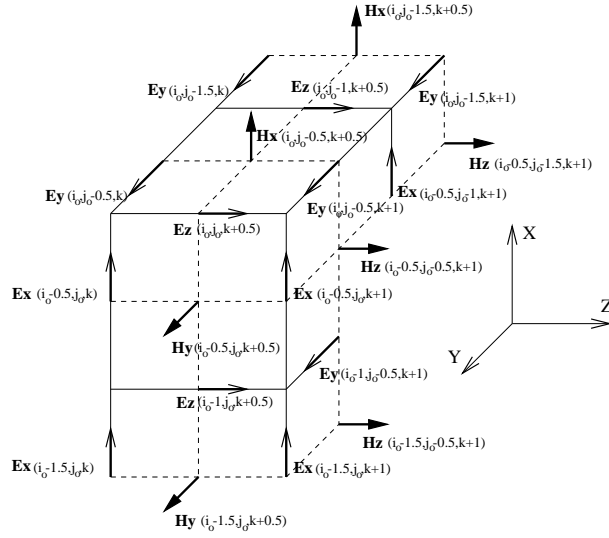 Hx(i₀,j₀-1.5,k+0.5)
Ey(i₀,j₀-1.5,k)
Ez(i₀,j₀-1,k+0.5)
Ey(i₀,j₀-1.5,k+1)
Hx(i₀,j₀-0.5,k+0.5)
Hz(i₀-0.5,j₀-1.5,k+1)
Ey(i₀,j₀-0.5,k)
Ex(i₀-0.5,j₀-1,k+1)
Ey(i₀,j₀-0.5,k+1)
Ez(i₀,j₀,k+0.5)
X
Hz(i₀-0.5,j₀-0.5,k+1)
Ex(i₀-0.5,j₀,k)
Ex(i₀-0.5,j₀,k+1)
Z
Hy(i₀-0.5,j₀,k+0.5)
Y
Ey(i₀-1,j₀-0.5,k+1)
Ez(i₀-1,j₀,k+0.5)
Hz(i₀-1.5,j₀-0.5,k+1)
Ex(i₀-1.5,j₀,k)
Ex(i₀-1.5,j₀,k+1)
Hy(i₀-1.5,j₀,k+0.5)